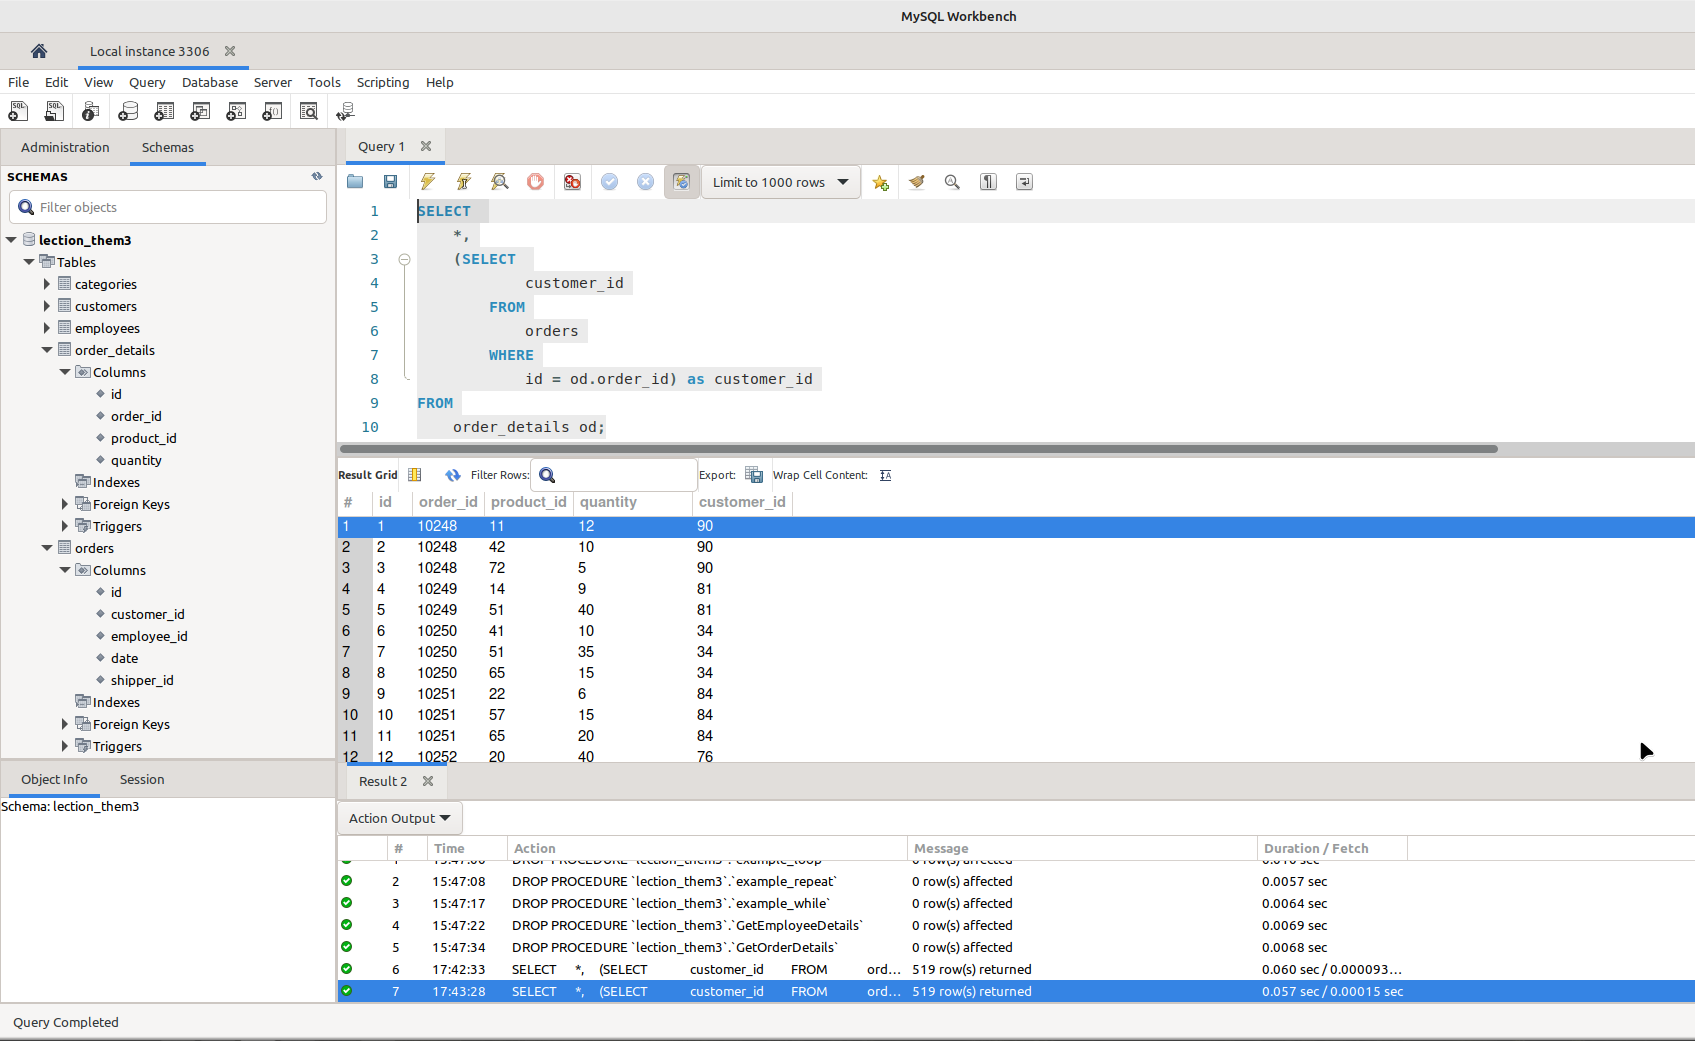 MySQL Workbench
Local instance 3306
File Edit View Query Database Server Tools Scripting Help
Administration Schemas
SCHEMAS
Filter objects
lection_them3
Tables
categories
customers
employees
order_details
Columns
id
order_id
product_id
quantity
Indexes
Foreign Keys
Triggers
orders
Columns
id
customer_id
employee_id
date
shipper_id
Indexes
Foreign Keys
Triggers
Object Info Session
Schema: lection_them3
Query 1
Limit to 1000 rows
1 SELECT
2 *,
3 (SELECT
4 customer_id
5 FROM
6 orders
7 WHERE
8 id = od.order_id) as customer_id
9 FROM
10 order_details od;
Result Grid Filter Rows: Export: Wrap Cell Content:
# id order_id product_id quantity customer_id
1 1 10248 11 12 90
2 2 10248 42 10 90
3 3 10248 72 5 90
4 4 10249 14 9 81
5 5 10249 51 40 81
6 6 10250 41 10 34
7 7 10250 51 35 34
8 8 10250 65 15 34
9 9 10251 22 6 84
10 10 10251 57 15 84
11 11 10251 65 20 84
12 12 10252 20 40 76
Result 2
Action Output
# Time Action Message Duration / Fetch
DROP PROCEDURE `lection_them3`.`example_loop` 0 row(s) affected
2 15:47:08 DROP PROCEDURE `lection_them3`.`example_repeat` 0 row(s) affected 0.0057 sec
3 15:47:17 DROP PROCEDURE `lection_them3`.`example_while` 0 row(s) affected 0.0064 sec
4 15:47:22 DROP PROCEDURE `lection_them3`.`GetEmployeeDetails` 0 row(s) affected 0.0069 sec
5 15:47:34 DROP PROCEDURE `lection_them3`.`GetOrderDetails` 0 row(s) affected 0.0068 sec
6 17:42:33 SELECT *, (SELECT customer_id FROM ord... 519 row(s) returned 0.060 sec / 0.000093...
7 17:43:28 SELECT *, (SELECT customer_id FROM ord... 519 row(s) returned 0.057 sec / 0.00015 sec
Query Completed